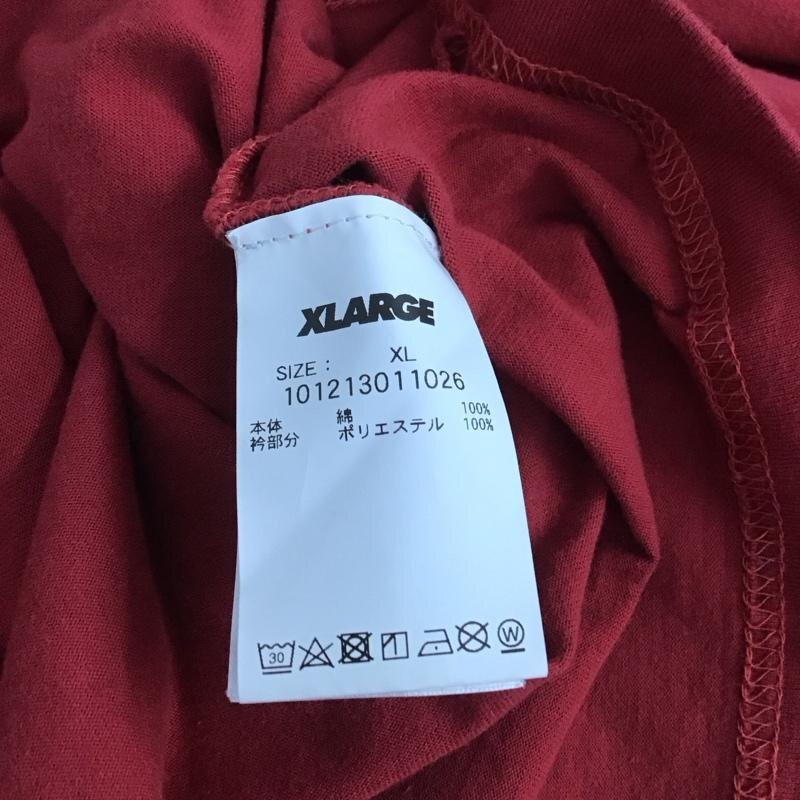 XLARGE
SIZE : XL
101213011026
本体 綿 100%
衿部分 ポリエステル 100%
30
W